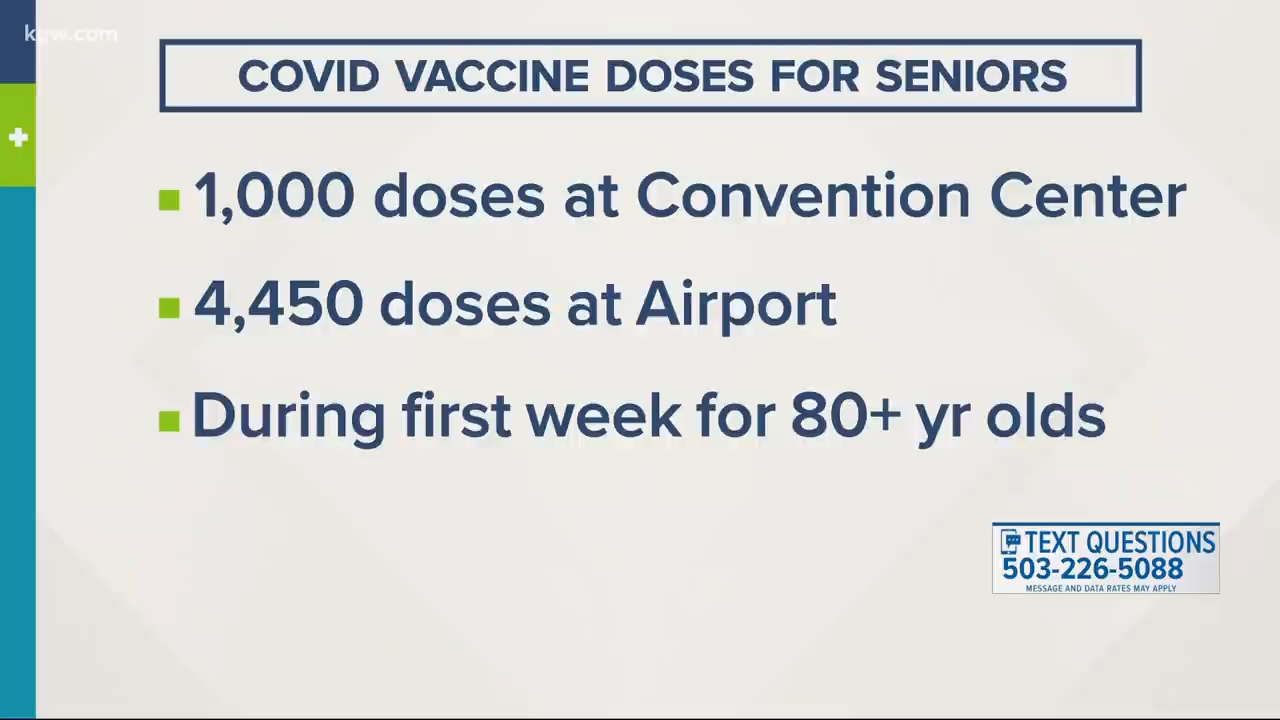 kgw.com
COVID VACCINE DOSES FOR SENIORS
1,000 doses at Convention Center
4,450 doses at Airport
During first week for 80+ yr olds
TEXT QUESTIONS
503-226-5088
MESSAGE AND DATA RATES MAY APPLY